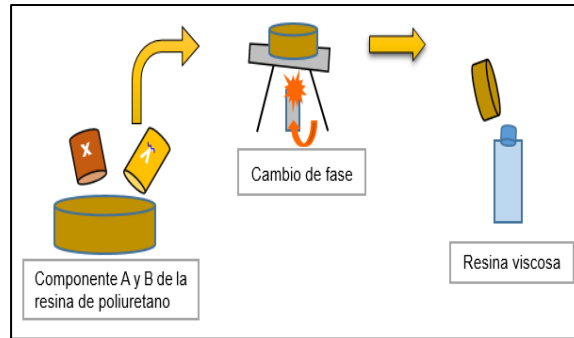 X
Y
Cambio de fase
Componente A y B de la
resina de poliuretano
Resina viscosa